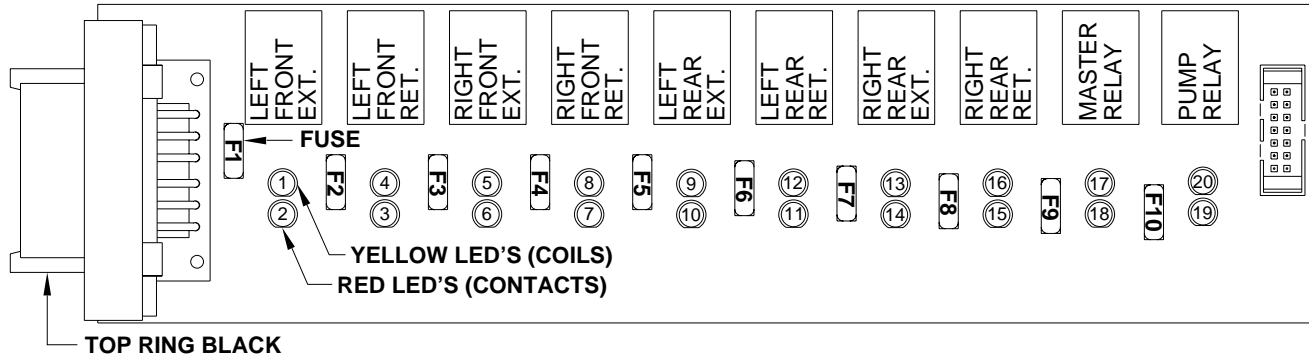 LEFT
FRONT
EXT.
LEFT
FRONT
RET.
RIGHT
FRONT
EXT.
RIGHT
FRONT
RET.
LEFT
REAR
EXT.
LEFT
REAR
RET.
RIGHT
REAR
EXT.
RIGHT
REAR
RET.
MASTER
RELAY
PUMP
RELAY
F1
FUSE
F2
F3
F4
F5
F6
F7
F8
F9
F10
1 4 5 8 9 12 13 16 17 20
2 3 6 7 10 11 14 15 18 19
YELLOW LED'S (COILS)
RED LED'S (CONTACTS)
TOP RING BLACK